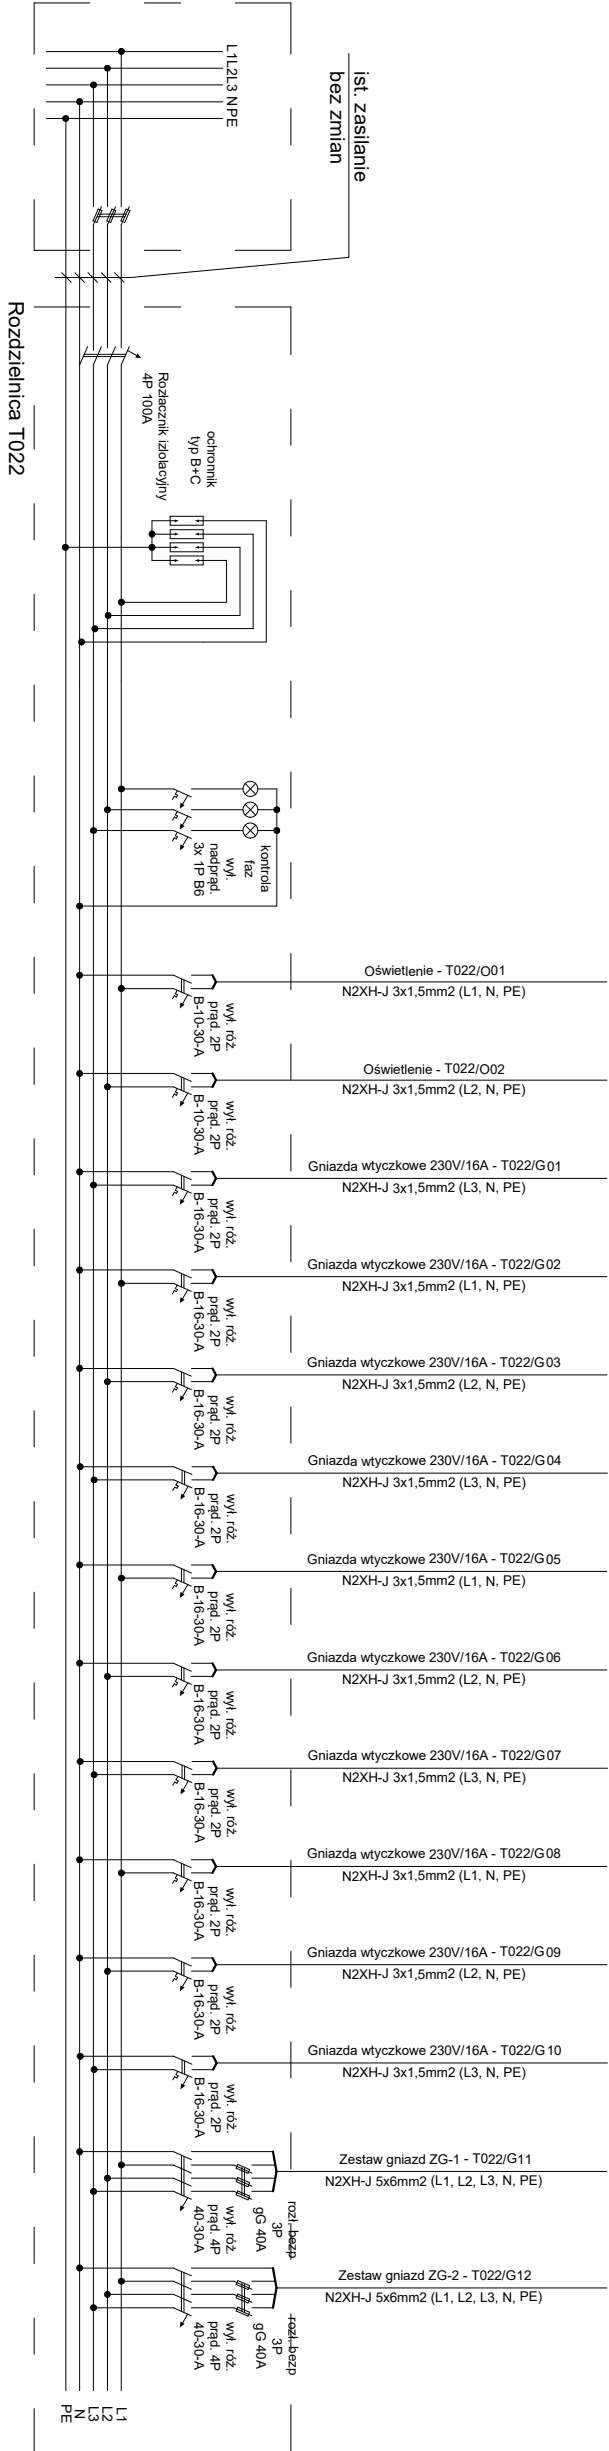 L1
L2
L3
N
PE
ist. zasilanie
bez zmian
Rozdzielnica T022
Rozłacznik izlolacyjny
4P 100A
ochronnik
typ B+C
kontrola
faz
wył.
nadprąd.
3x 1P B6
Oświetlenie - T022/O01
N2XH-J 3x1,5mm2 (L1, N, PE)
wył. róż.
prąd. 2P
B-10-30-A
Oświetlenie - T022/O02
N2XH-J 3x1,5mm2 (L2, N, PE)
wył. róż.
prąd. 2P
B-10-30-A
Gniazda wtyczkowe 230V/16A - T022/G01
N2XH-J 3x1,5mm2 (L3, N, PE)
wył. róż.
prąd. 2P
B-16-30-A
Gniazda wtyczkowe 230V/16A - T022/G02
N2XH-J 3x1,5mm2 (L1, N, PE)
wył. róż.
prąd. 2P
B-16-30-A
Gniazda wtyczkowe 230V/16A - T022/G03
N2XH-J 3x1,5mm2 (L2, N, PE)
wył. róż.
prąd. 2P
B-16-30-A
Gniazda wtyczkowe 230V/16A - T022/G04
N2XH-J 3x1,5mm2 (L3, N, PE)
wył. róż.
prąd. 2P
B-16-30-A
Gniazda wtyczkowe 230V/16A - T022/G05
N2XH-J 3x1,5mm2 (L1, N, PE)
wył. róż.
prąd. 2P
B-16-30-A
Gniazda wtyczkowe 230V/16A - T022/G06
N2XH-J 3x1,5mm2 (L2, N, PE)
wył. róż.
prąd. 2P
B-16-30-A
Gniazda wtyczkowe 230V/16A - T022/G07
N2XH-J 3x1,5mm2 (L3, N, PE)
wył. róż.
prąd. 2P
B-16-30-A
Gniazda wtyczkowe 230V/16A - T022/G08
N2XH-J 3x1,5mm2 (L1, N, PE)
wył. róż.
prąd. 2P
B-16-30-A
Gniazda wtyczkowe 230V/16A - T022/G09
N2XH-J 3x1,5mm2 (L2, N, PE)
wył. róż.
prąd. 2P
B-16-30-A
Gniazda wtyczkowe 230V/16A - T022/G10
N2XH-J 3x1,5mm2 (L3, N, PE)
wył. róż.
prąd. 2P
B-16-30-A
Zestaw gniazd ZG-1 - T022/G11
N2XH-J 5x6mm2 (L1, L2, L3, N, PE)
rozł. bezp
3P
gG 40A
wył. róż.
prąd. 4P
40-30-A
Zestaw gniazd ZG-2 - T022/G12
N2XH-J 5x6mm2 (L1, L2, L3, N, PE)
rozł. bezp
3P
gG 40A
wył. róż.
prąd. 4P
40-30-A
L1
L2
L3
N
PE